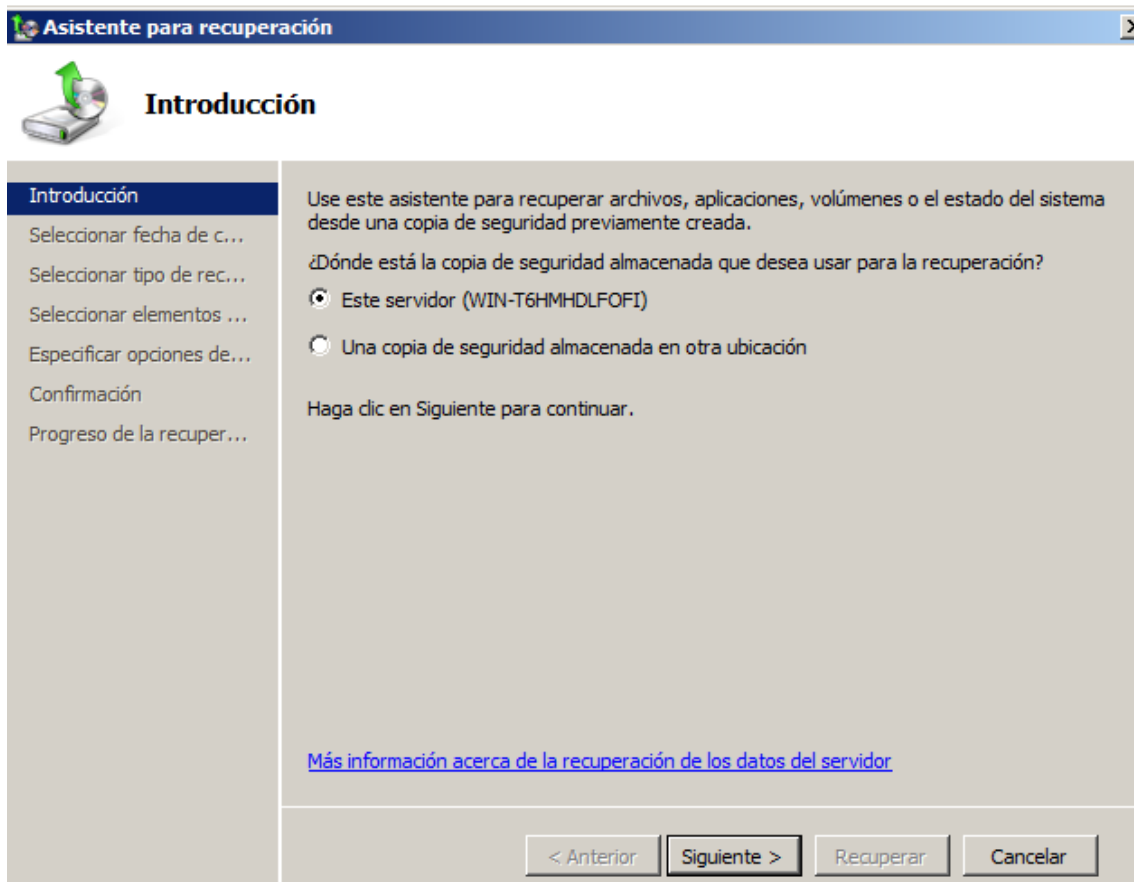 Asistente para recuperación
Introducción
Introducción
Seleccionar fecha de c...
Seleccionar tipo de rec...
Seleccionar elementos ...
Especificar opciones de...
Confirmación
Progreso de la recuper...
Use este asistente para recuperar archivos, aplicaciones, volúmenes o el estado del sistema
desde una copia de seguridad previamente creada.
¿Dónde está la copia de seguridad almacenada que desea usar para la recuperación?
Este servidor (WIN-T6HMHDLFOFI)
Una copia de seguridad almacenada en otra ubicación
Haga clic en Siguiente para continuar.
Más información acerca de la recuperación de los datos del servidor
< Anterior
Siguiente >
Recuperar
Cancelar